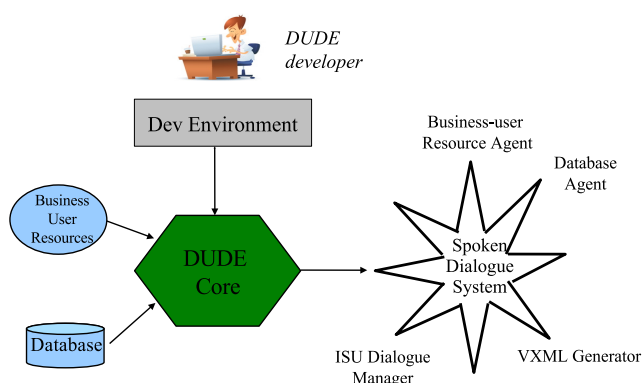 DUDE
developer
Dev Environment
Business-user
Resource Agent
Database
Agent
Business
User
Resources
DUDE
Core
Spoken
Dialogue
System
Database
ISU Dialogue
Manager
VXML Generator